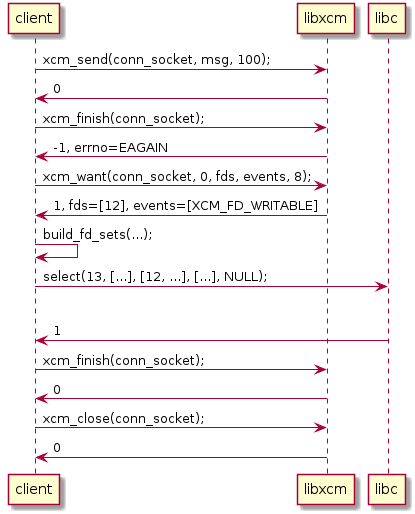 client libxcm libc
xcm_send(conn_socket, msg, 100);
0
xcm_finish(conn_socket);
-1, errno=EAGAIN
xcm_want(conn_socket, 0, fds, events, 8);
1, fds=[12], events=[XCM_FD_WRITABLE]
build_fd_sets(...);
select(13, [...], [12, ...], [...], NULL);
1
xcm_finish(conn_socket);
0
xcm_close(conn_socket);
0
client libxcm libc